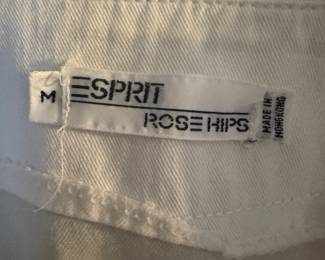 M
ESPRIT
ROSE HIPS
MADE IN
HONGKONG